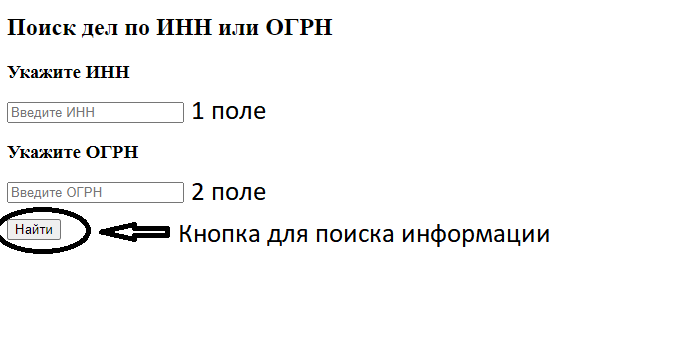 Поиск дел по ИНН или ОГРН
Укажите ИНН
Введите ИНН 1 поле
Укажите ОГРН
Введите ОГРН 2 поле
Найти Кнопка для поиска информации